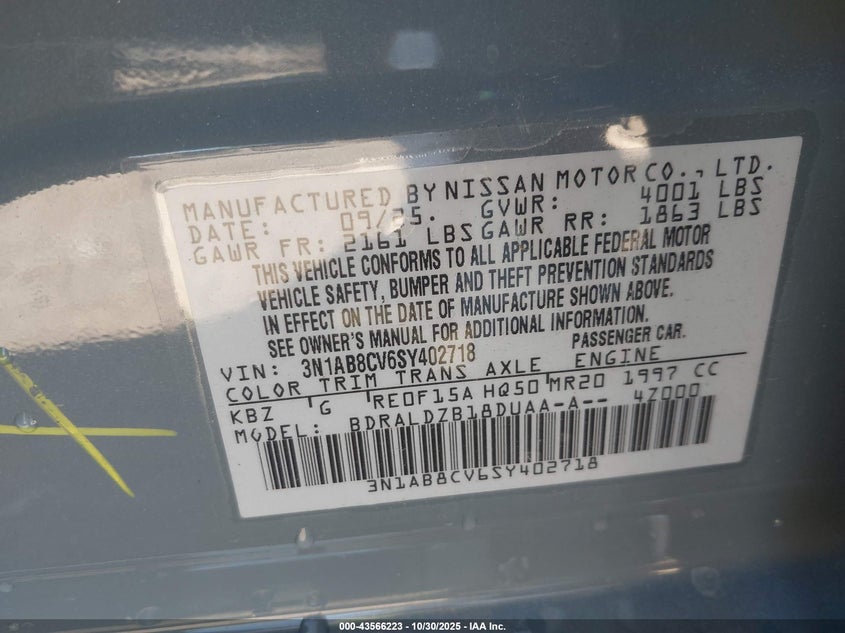 MANUFACTURED BY NISSAN MOTOR CO., LTD.
DATE: 09/25. GVWR: 4001 LBS
GAWR FR: 2161 LBS GAWR RR: 1863 LBS
THIS VEHICLE CONFORMS TO ALL APPLICABLE FEDERAL MOTOR
VEHICLE SAFETY, BUMPER AND THEFT PREVENTION STANDARDS
IN EFFECT ON THE DATE OF MANUFACTURE SHOWN ABOVE.
SEE OWNER'S MANUAL FOR ADDITIONAL INFORMATION.
PASSENGER CAR.
VIN: 3N1AB8CV6SY402718
COLOR TRIM TRANS AXLE ENGINE
KBZ G RE0F15A HQ50 MR20 1997 CC
MODEL: BDRALDZB18DUAA-A-- 4Z000
3N1AB8CV6SY402718
000-43566223 | 10/30/2025 - IAA Inc.